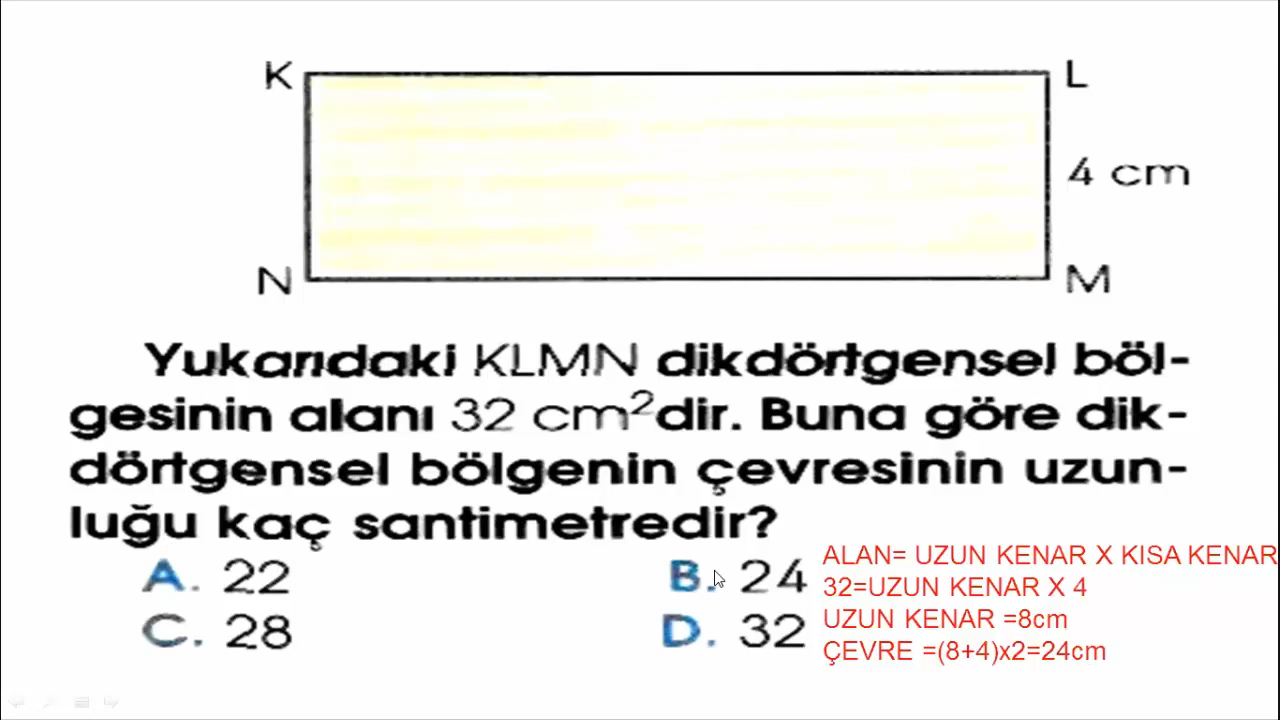 K
L
4 cm
N
M
Yukarıdaki KLMN dikdörtgensel böl-
gesinin alanı 32 cm²dir. Buna göre dik-
dörtgensel bölgenin çevresinin uzun-
luğu kaç santimetredir?
A. 22
B. 24
C. 28
D. 32
ALAN= UZUN KENAR X KISA KENAR
32=UZUN KENAR X 4
UZUN KENAR =8cm
ÇEVRE =(8+4)x2=24cm